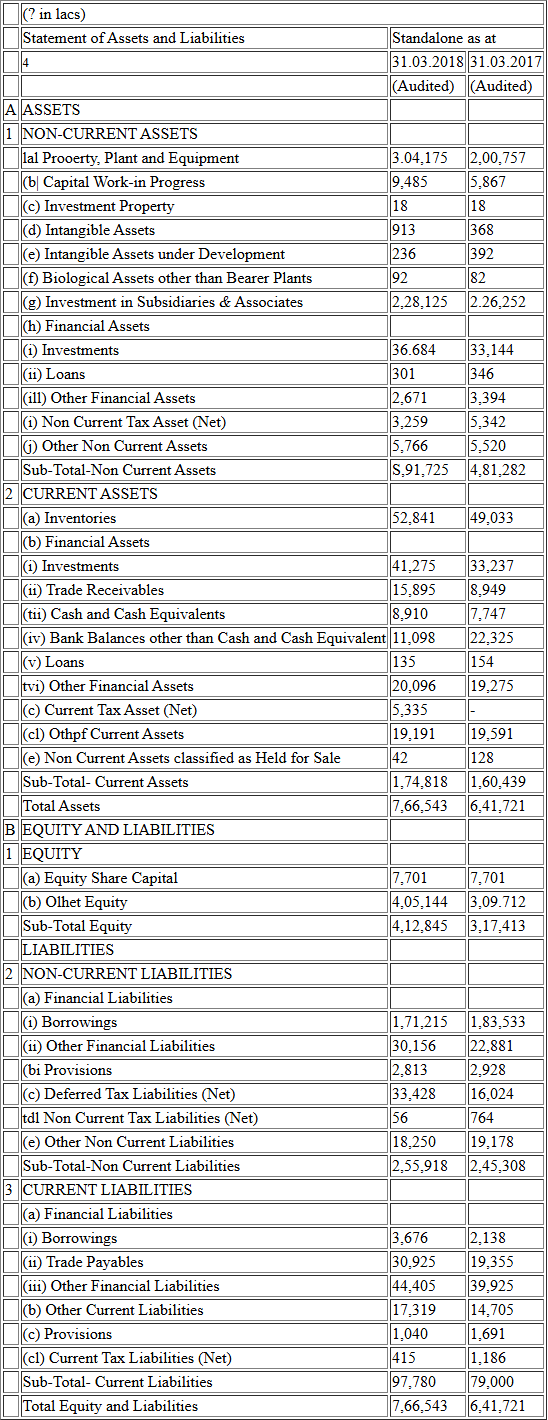 (? in lacs)
Statement of Assets and Liabilities Standalone as at
4 31.03.2018 31.03.2017
(Audited) (Audited)
A ASSETS
1 NON-CURRENT ASSETS
lal Prooerty, Plant and Equipment 3.04,175 2,00,757
(b| Capital Work-in Progress 9,485 5,867
(c) Investment Property 18 18
(d) Intangible Assets 913 368
(e) Intangible Assets under Development 236 392
(f) Biological Assets other than Bearer Plants 92 82
(g) Investment in Subsidiaries & Associates 2,28,125 2.26,252
(h) Financial Assets
(i) Investments 36.684 33,144
(ii) Loans 301 346
(ill) Other Financial Assets 2,671 3,394
(i) Non Current Tax Asset (Net) 3,259 5,342
(j) Other Non Current Assets 5,766 5,520
Sub-Total-Non Current Assets S,91,725 4,81,282
2 CURRENT ASSETS
(a) Inventories 52,841 49,033
(b) Financial Assets
(i) Investments 41,275 33,237
(ii) Trade Receivables 15,895 8,949
(tii) Cash and Cash Equivalents 8,910 7,747
(iv) Bank Balances other than Cash and Cash Equivalent 11,098 22,325
(v) Loans 135 154
tvi) Other Financial Assets 20,096 19,275
(c) Current Tax Asset (Net) 5,335 -
(cl) Othpf Current Assets 19,191 19,591
(e) Non Current Assets classified as Held for Sale 42 128
Sub-Total- Current Assets 1,74,818 1,60,439
Total Assets 7,66,543 6,41,721
B EQUITY AND LIABILITIES
1 EQUITY
(a) Equity Share Capital 7,701 7,701
(b) Olhet Equity 4,05,144 3,09.712
Sub-Total Equity 4,12,845 3,17,413
LIABILITIES
2 NON-CURRENT LIABILITIES
(a) Financial Liabilities
(i) Borrowings 1,71,215 1,83,533
(ii) Other Financial Liabilities 30,156 22,881
(bi Provisions 2,813 2,928
(c) Deferred Tax Liabilities (Net) 33,428 16,024
tdl Non Current Tax Liabilities (Net) 56 764
(e) Other Non Current Liabilities 18,250 19,178
Sub-Total-Non Current Liabilities 2,55,918 2,45,308
3 CURRENT LIABILITIES
(a) Financial Liabilities
(i) Borrowings 3,676 2,138
(ii) Trade Payables 30,925 19,355
(iii) Other Financial Liabilities 44,405 39,925
(b) Other Current Liabilities 17,319 14,705
(c) Provisions 1,040 1,691
(cl) Current Tax Liabilities (Net) 415 1,186
Sub-Total- Current Liabilities 97,780 79,000
Total Equity and Liabilities 7,66,543 6,41,721